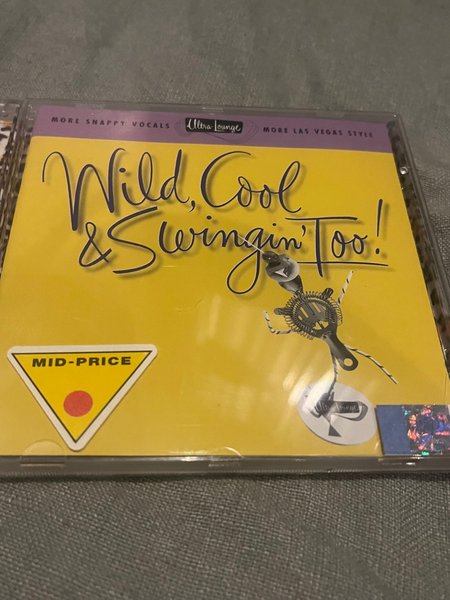 MORE SNAPPY VOCALS Ultra-Lounge MORE LAS VEGAS STYLE
Wild, Cool
& Swingin' Too!
MID-PRICE